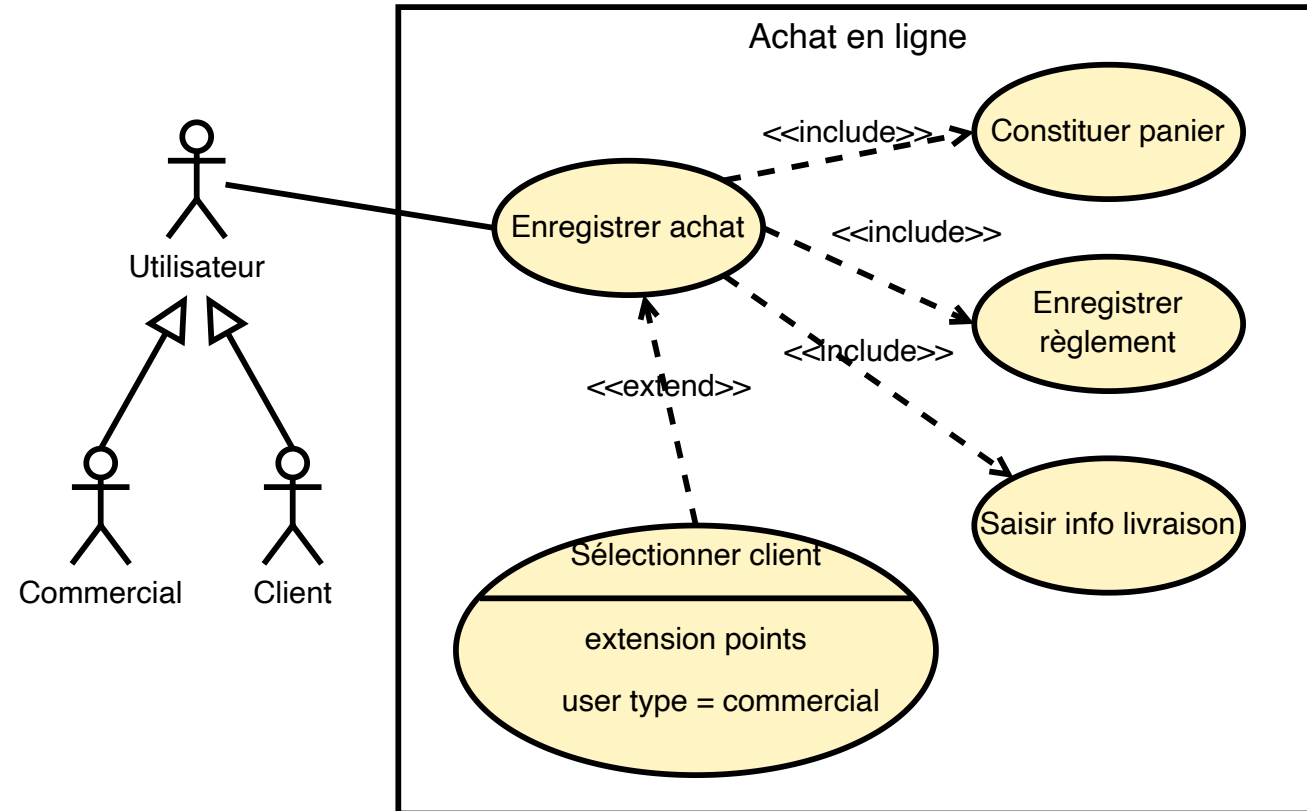 Achat en ligne
<<include>>
Constituer panier
Utilisateur
Enregistrer achat
<<include>>
Enregistrer
règlement
<<include>>
<<extend>>
Saisir info livraison
Commercial
Client
Sélectionner client
extension points
user type = commercial